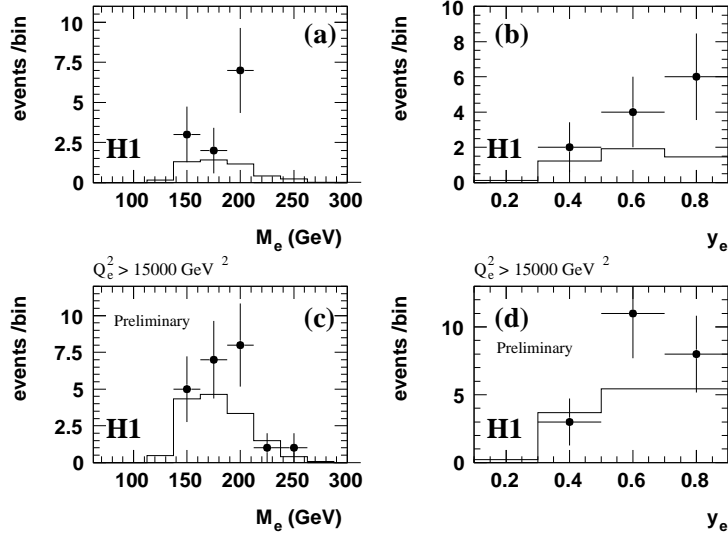 events /bin
10
7.5
5
2.5
0
(a)
H1
100 150 200 250 300
M_e (GeV)
events /bin
10
8
6
4
2
0
(b)
H1
0.2 0.4 0.6 0.8
y_e
Q_e^2 > 15000 GeV ^2
events /bin
10
7.5
5
2.5
0
Preliminary
(c)
H1
100 150 200 250 300
M_e (GeV)
Q_e^2 > 15000 GeV ^2
events /bin
10
5
0
(d)
Preliminary
H1
0.2 0.4 0.6 0.8
y_e